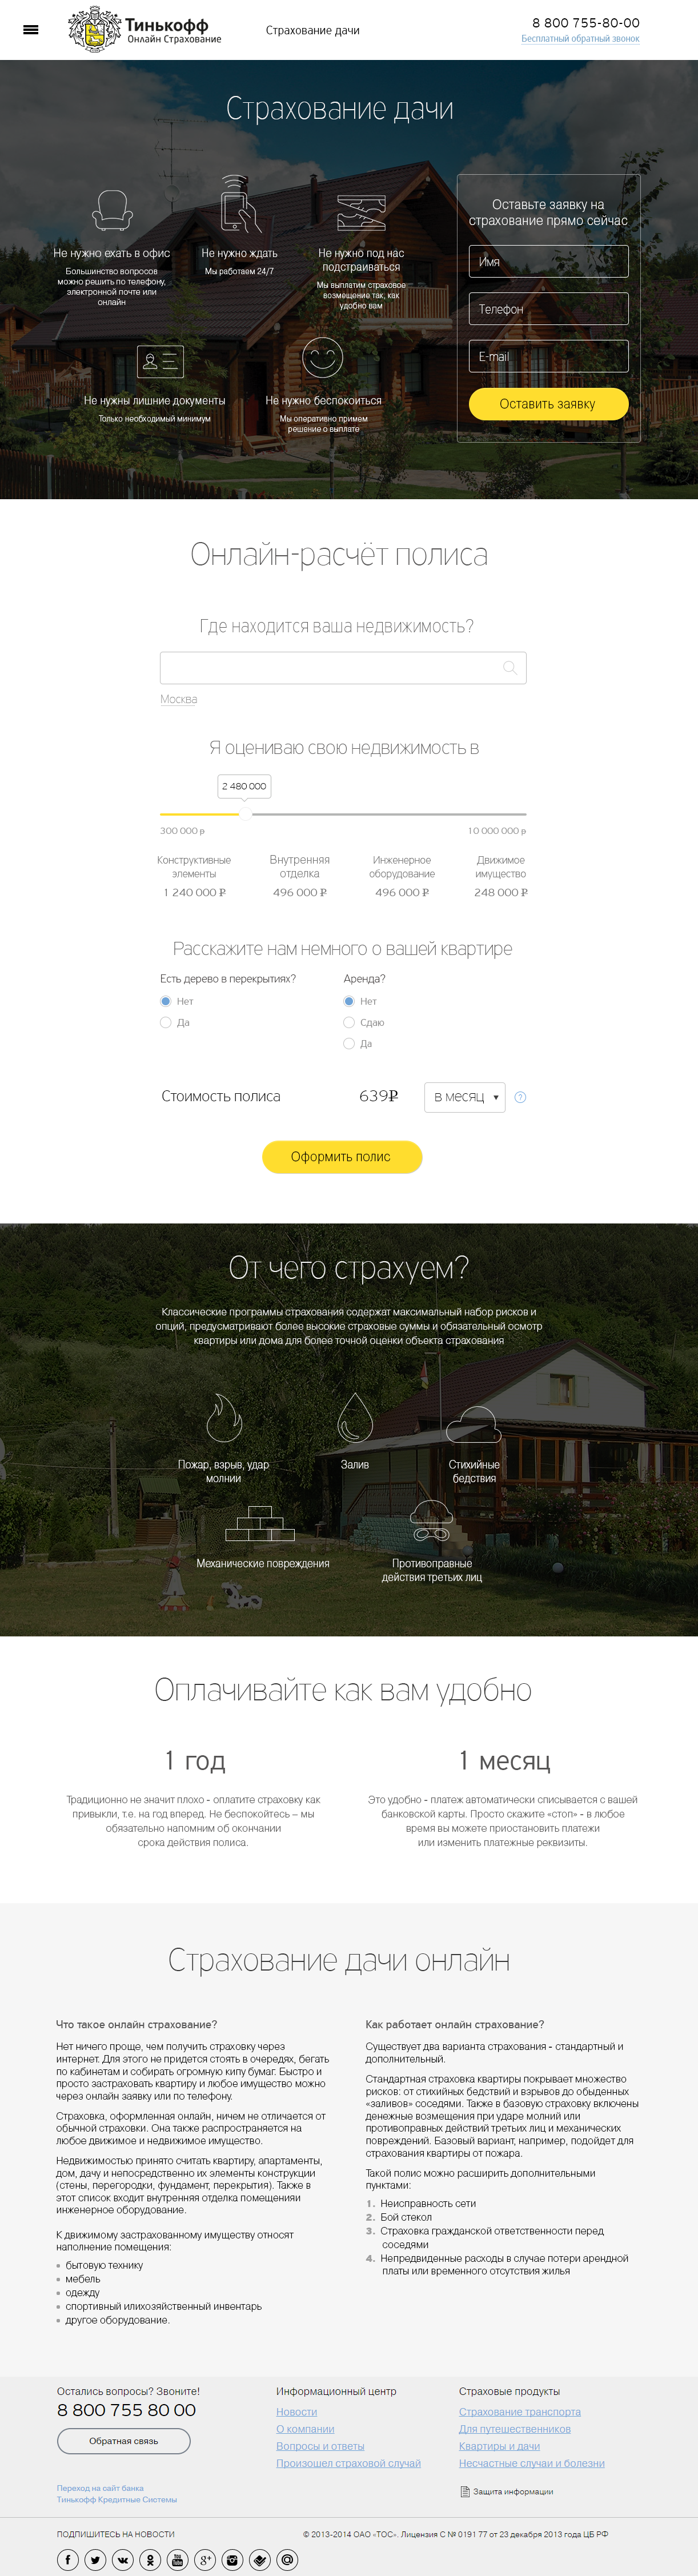 Тинькофф
Онлайн Страхование
Страхование дачи
8 800 755-80-00
Бесплатный обратный звонок
Страхование дачи
Не нужно ехать в офис
Большинство вопросов
можно решить по телефону,
электронной почте или
онлайн
Не нужно ждать
Мы работаем 24/7
Не нужно под нас
подстраиваться
Мы выплатим страховое
возмещение так, как
удобно вам
Не нужны лишние документы
Только необходимый минимум
Не нужно беспокоиться
Мы оперативно примем
решение о выплате
Оставьте заявку на
страхование прямо сейчас
Имя
Телефон
E-mail
Оставить заявку
Онлайн-расчёт полиса
Где находится ваша недвижимость?
Москва
Я оцениваю свою недвижимость в
2 480 000
300 000 р
10 000 000 р
Конструктивные
элементы
1 240 000 ₽
Внутренняя
отделка
496 000 ₽
Инженерное
оборудование
496 000 ₽
Движимое
имущество
248 000 ₽
Расскажите нам немного о вашей квартире
Есть дерево в перекрытиях?
Нет
Да
Аренда?
Нет
Сдаю
Да
Стоимость полиса 639₽ в месяц ?
Оформить полис
От чего страхуем?
Классические программы страхования содержат максимальный набор рисков и
опций, предусматривают более высокие страховые суммы и обязательный осмотр
квартиры или дома для более точной оценки объекта страхования
Пожар, взрыв, удар
молнии
Залив
Стихийные
бедствия
Механические повреждения
Противоправные
действия третьих лиц
Оплачивайте как вам удобно
1 год
Традиционно не значит плохо - оплатите страховку как
привыкли, т.е. на год вперед. Не беспокойтесь – мы
обязательно напомним об окончании
срока действия полиса.
1 месяц
Это удобно - платеж автоматически списывается с вашей
банковской карты. Просто скажите «стоп» - в любое
время вы можете приостановить платежи
или изменить платежные реквизиты.
Страхование дачи онлайн
Что такое онлайн страхование?
Нет ничего проще, чем получить страховку через
интернет. Для этого не придется стоять в очередях, бегать
по кабинетам и собирать огромную кипу бумаг. Быстро и
просто застраховать квартиру и любое имущество можно
через онлайн заявку или по телефону.
Страховка, оформленная онлайн, ничем не отличается от
обычной страховки. Она также распространяется на
любое движимое и недвижимое имущество.
Недвижимостью принято считать квартиру, апартаменты,
дом, дачу и непосредственно их элементы конструкции
(стены, перегородки, фундамент, перекрытия). Также в
этот список входит внутренняя отделка помещенияи
инженерное оборудование.
К движимому застрахованному имуществу относят
наполнение помещения:
бытовую технику
мебель
одежду
спортивный илихозяйственный инвентарь
другое оборудование.
Как работает онлайн страхование?
Существует два варианта страхования - стандартный и
дополнительный.
Стандартная страховка квартиры покрывает множество
рисков: от стихийных бедствий и взрывов до обыденных
«заливов» соседями. Также в базовую страховку включены
денежные возмещения при ударе молний или
противоправных действий третьих лиц и механических
повреждений. Базовый вариант, например, подойдет для
страхования квартиры от пожара.
Такой полис можно расширить дополнительными
пунктами:
1. Неисправность сети
2. Бой стекол
3. Страховка гражданской ответственности перед
соседями
4. Непредвиденные расходы в случае потери арендной
платы или временного отсутствия жилья
Остались вопросы? Звоните!
8 800 755 80 00
Обратная связь
Переход на сайт банка
Тинькофф Кредитные Системы
Информационный центр
Новости
О компании
Вопросы и ответы
Произошел страховой случай
Страховые продукты
Страхование транспорта
Для путешественников
Квартиры и дачи
Несчастные случаи и болезни
Защита информации
ПОДПИШИТЕСЬ НА НОВОСТИ
© 2013-2014 ОАО «ТОС». Лицензия С № 0191 77 от 23 декабря 2013 года ЦБ РФ